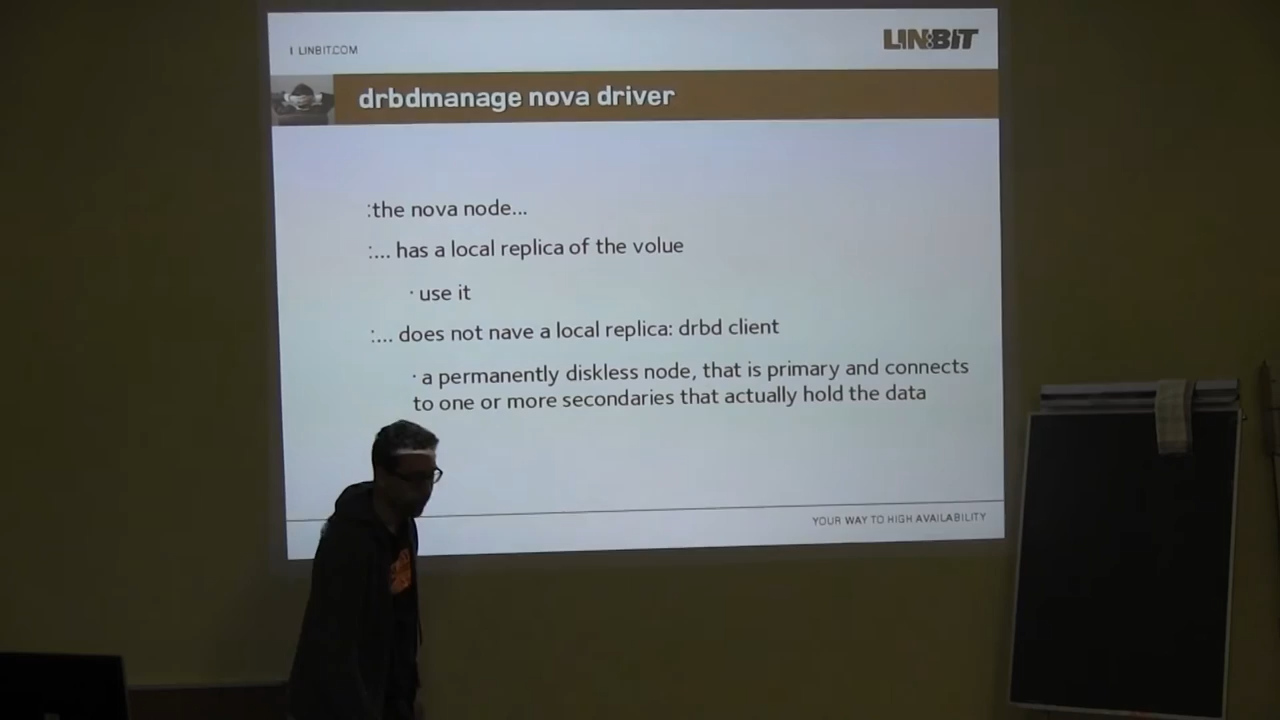 I LINBIT.COM
LINBIT
drbdmanage nova driver
:the nova node...
:... has a local replica of the volue
· use it
:... does not nave a local replica: drbd client
· a permanently diskless node, that is primary and connects
to one or more secondaries that actually hold the data
YOUR WAY TO HIGH AVAILABILITY